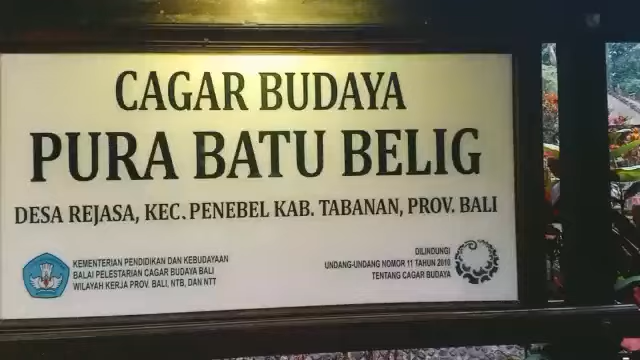 CAGAR BUDAYA
PURA BATU BELIG
DESA REJASA, KEC. PENEBEL KAB. TABANAN, PROV. BALI
KEMENTERIAN PENDIDIKAN DAN KEBUDAYAAN
BALAI PELESTARIAN CAGAR BUDAYA BALI
WILAYAH KERJA PROV. BALI, NTB, DAN NTT
DILINDUNGI
UNDANG-UNDANG NOMOR 11 TAHUN 2010
TENTANG CAGAR BUDAYA